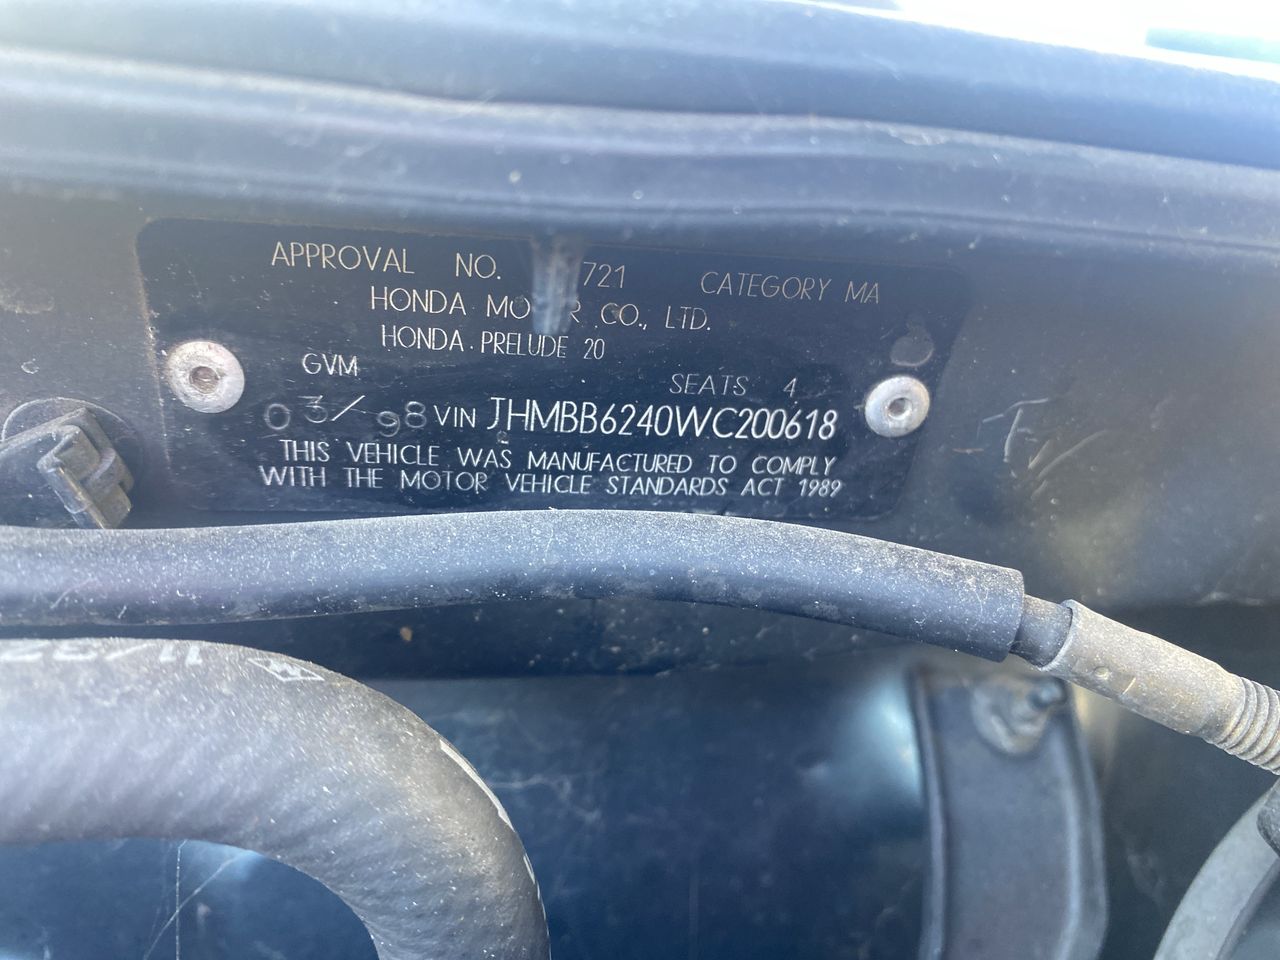 APPROVAL NO. 721 CATEGORY MA
HONDA MOTOR CO., LTD.
HONDA PRELUDE 20
GVM
SEATS 4
03/98 VIN JHMBB6240WC200618
THIS VEHICLE WAS MANUFACTURED TO COMPLY
WITH THE MOTOR VEHICLE STANDARDS ACT 1989